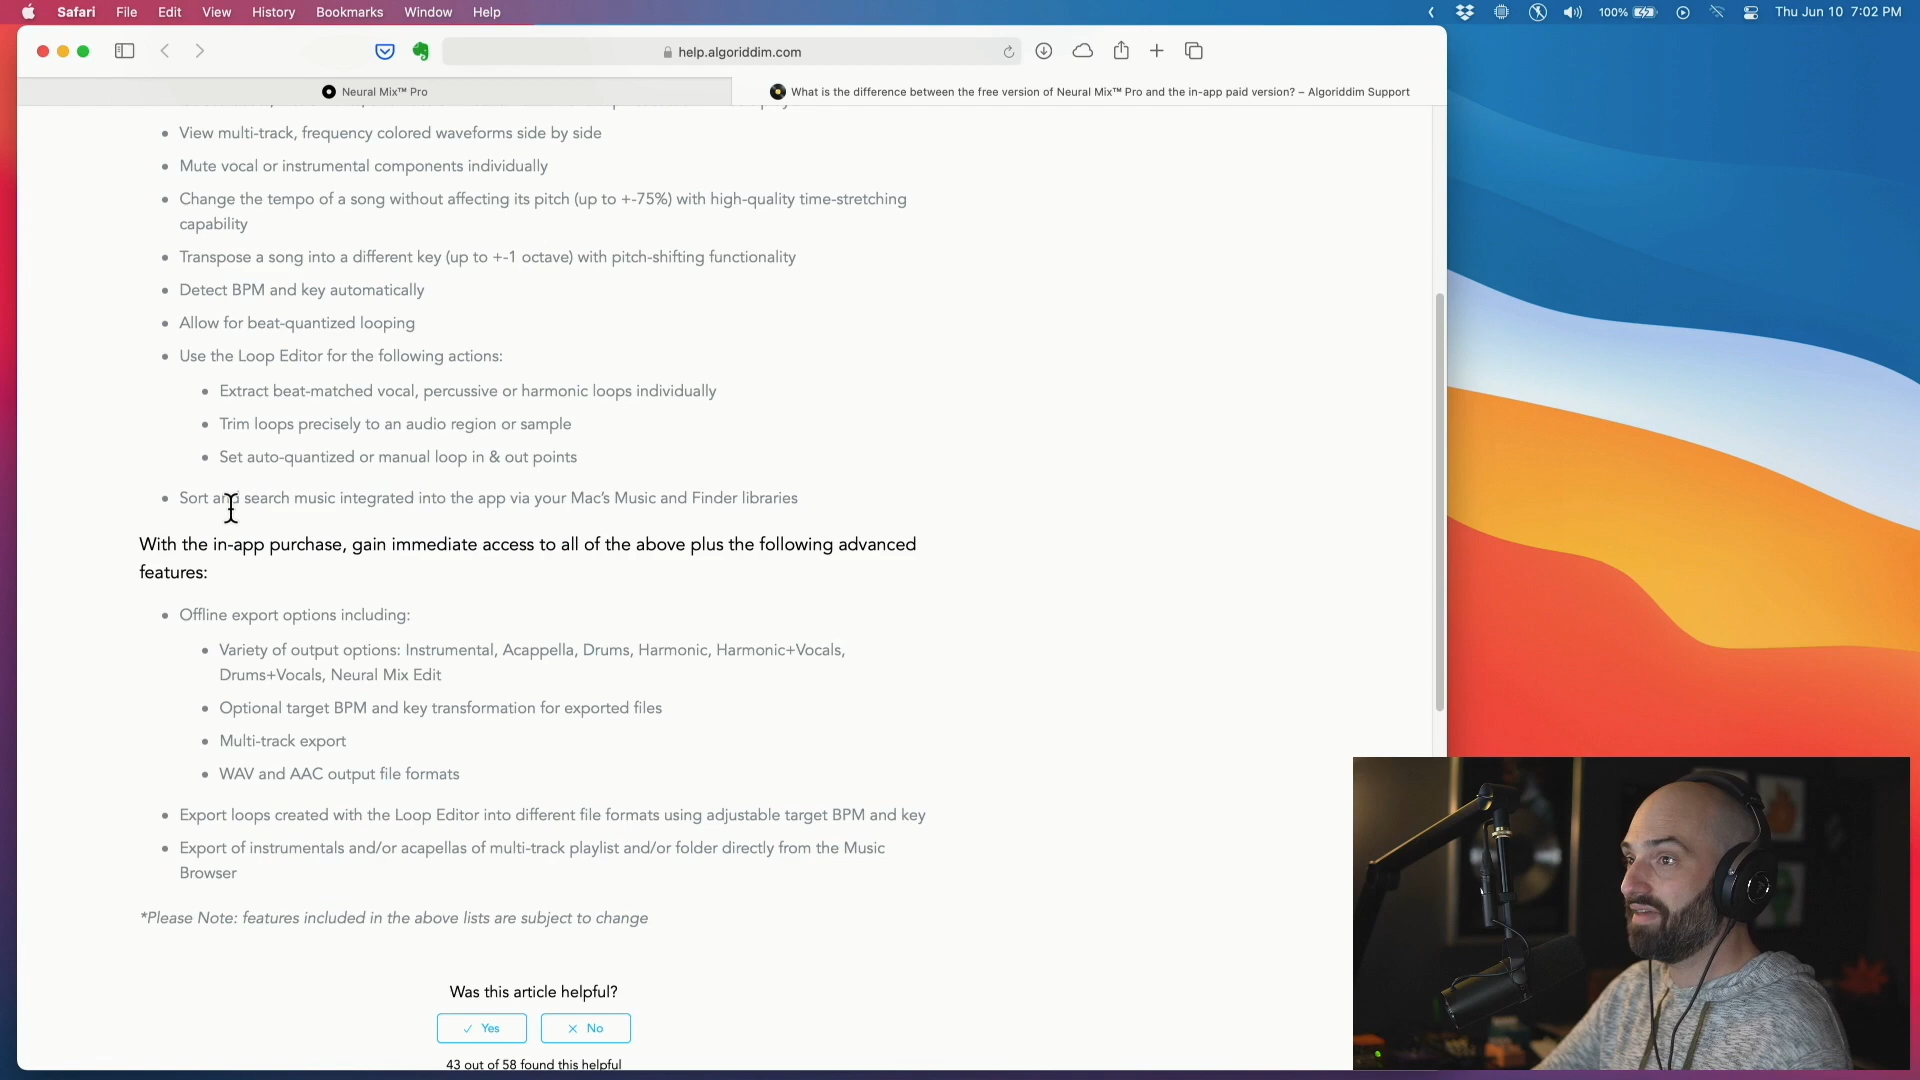 Safari File Edit View History Bookmarks Window Help
100% Thu Jun 10 7:02 PM
help.algoriddim.com
Neural Mix™ Pro
What is the difference between the free version of Neural Mix™ Pro and the in-app paid version? – Algoriddim Support
View multi-track, frequency colored waveforms side by side
Mute vocal or instrumental components individually
Change the tempo of a song without affecting its pitch (up to +-75%) with high-quality time-stretching
capability
Transpose a song into a different key (up to +-1 octave) with pitch-shifting functionality
Detect BPM and key automatically
Allow for beat-quantized looping
Use the Loop Editor for the following actions:
Extract beat-matched vocal, percussive or harmonic loops individually
Trim loops precisely to an audio region or sample
Set auto-quantized or manual loop in & out points
Sort and search music integrated into the app via your Mac's Music and Finder libraries
With the in-app purchase, gain immediate access to all of the above plus the following advanced
features:
Offline export options including:
Variety of output options: Instrumental, Acappella, Drums, Harmonic, Harmonic+Vocals,
Drums+Vocals, Neural Mix Edit
Optional target BPM and key transformation for exported files
Multi-track export
WAV and AAC output file formats
Export loops created with the Loop Editor into different file formats using adjustable target BPM and key
Export of instrumentals and/or acapellas of multi-track playlist and/or folder directly from the Music
Browser
*Please Note: features included in the above lists are subject to change
Was this article helpful?
Yes
No
43 out of 58 found this helpful